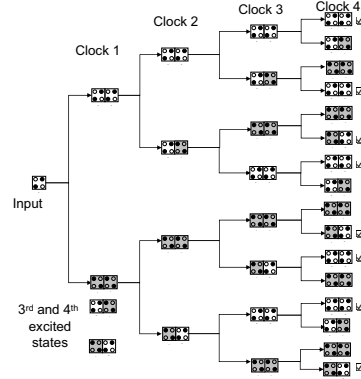 Clock 1
Clock 2
Clock 3
Clock 4
Input
3rd and 4th
excited
states